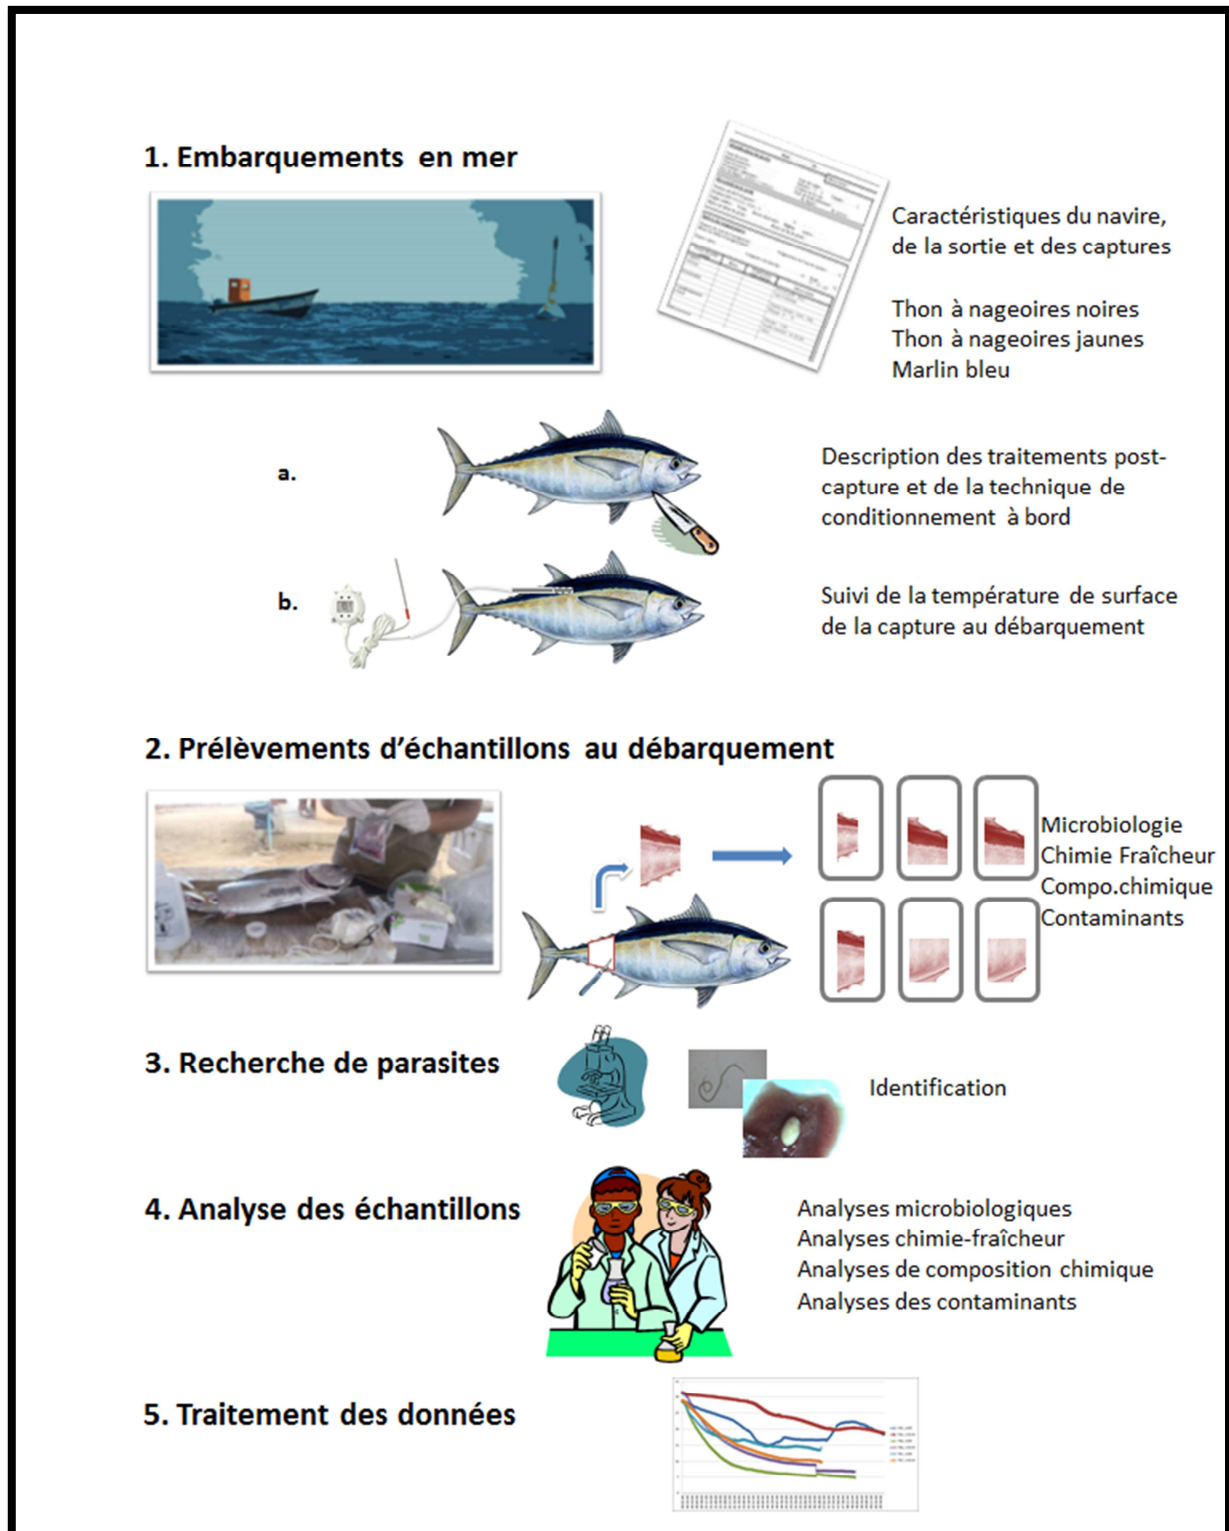 1. Embarquements en mer
Caractéristiques du navire,
de la sortie et des captures
Thon à nageoires noires
Thon à nageoires jaunes
Marlin bleu
a.
Description des traitements post-
capture et de la technique de
conditionnement à bord
b.
Suivi de la température de surface
de la capture au débarquement
2. Prélèvements d'échantillons au débarquement
Microbiologie
Chimie Fraîcheur
Compo.chimique
Contaminants
3. Recherche de parasites
Identification
4. Analyse des échantillons
Analyses microbiologiques
Analyses chimie-fraîcheur
Analyses de composition chimique
Analyses des contaminants
5. Traitement des données